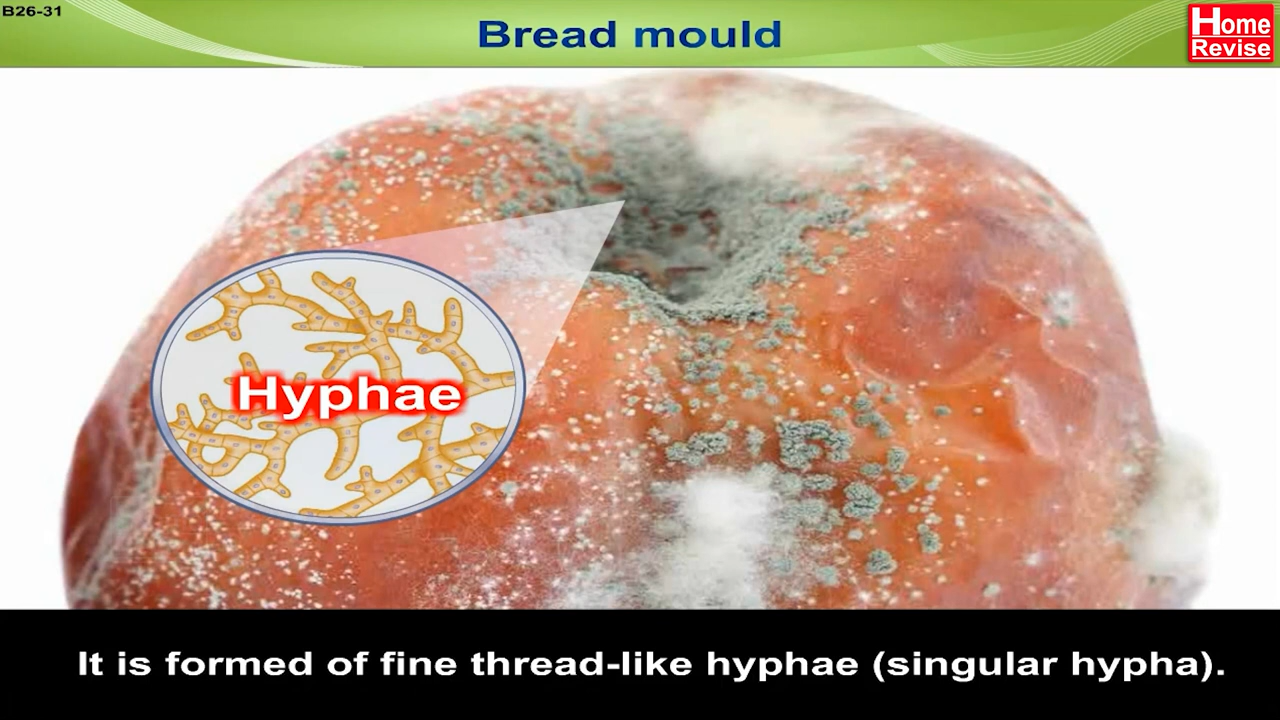 B26-31
Bread mould
Home
Revise
Hyphae
It is formed of fine thread-like hyphae (singular hypha).